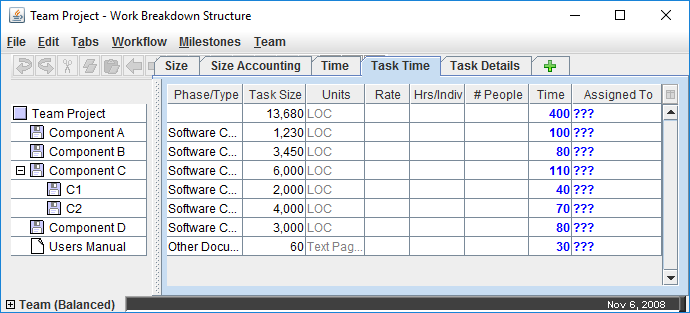 Team Project - Work Breakdown Structure
File Edit Tabs Workflow Milestones Team
Size Size Accounting Time Task Time Task Details
Phase/Type Task Size Units Rate Hrs/Indiv # People Time Assigned To
Team Project 13,680 LOC 400 ???
Component A Software C... 1,230 LOC 100 ???
Component B Software C... 3,450 LOC 80 ???
Component C Software C... 6,000 LOC 110 ???
C1 Software C... 2,000 LOC 40 ???
C2 Software C... 4,000 LOC 70 ???
Component D Software C... 3,000 LOC 80 ???
Users Manual Other Docu... 60 Text Pag... 30 ???
Team (Balanced) Nov 6, 2008